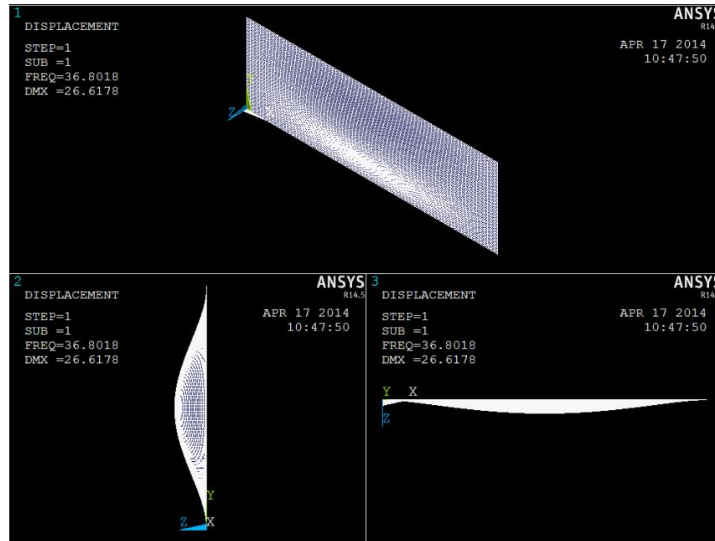 1
ANSYS
R14.
DISPLACEMENT
STEP=1
SUB =1
FREQ=36.8018
DMX =26.6178
APR 17 2014
10:47:50
Y
Z
X
2
ANSYS
R14.5
DISPLACEMENT
STEP=1
SUB =1
FREQ=36.8018
DMX =26.6178
APR 17 2014
10:47:50
Y
Z
X
3
ANSYS
R14.
DISPLACEMENT
STEP=1
SUB =1
FREQ=36.8018
DMX =26.6178
APR 17 2014
10:47:50
Y
X
Z